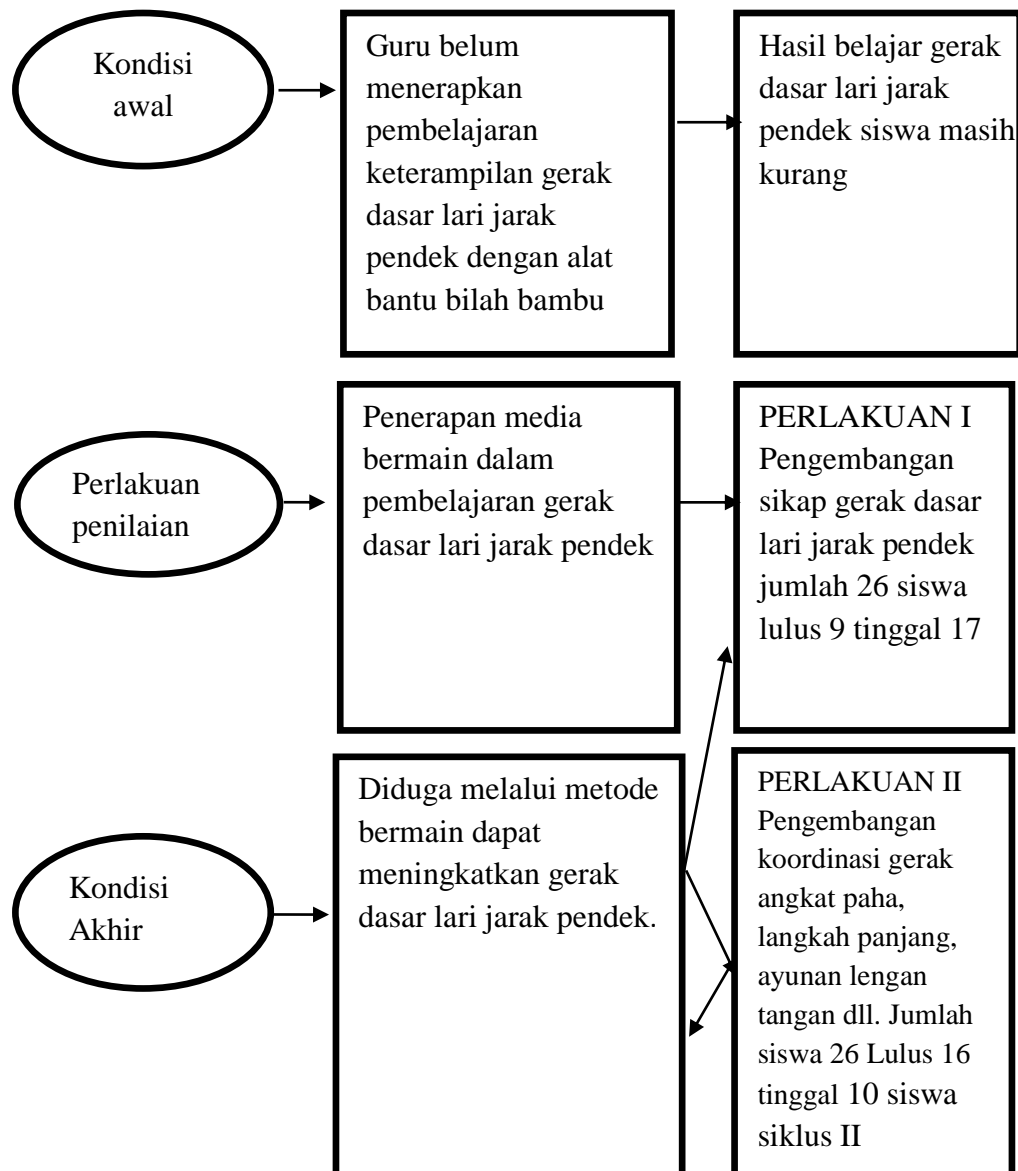 Kondisi
awal
Guru belum
menerapkan
pembelajaran
keterampilan gerak
dasar lari jarak
pendek dengan alat
bantu bilah bambu
Hasil belajar gerak
dasar lari jarak
pendek siswa masih
kurang
Perlakuan
penilaian
Penerapan media
bermain dalam
pembelajaran gerak
dasar lari jarak pendek
PERLAKUAN I
Pengembangan
sikap gerak dasar
lari jarak pendek
jumlah 26 siswa
lulus 9 tinggal 17
Kondisi
Akhir
Diduga melalui metode
bermain dapat
meningkatkan gerak
dasar lari jarak pendek.
PERLAKUAN II
Pengembangan
koordinasi gerak
angkat paha,
langkah panjang,
ayunan lengan
tangan dll. Jumlah
siswa 26 Lulus 16
tinggal 10 siswa
siklus II